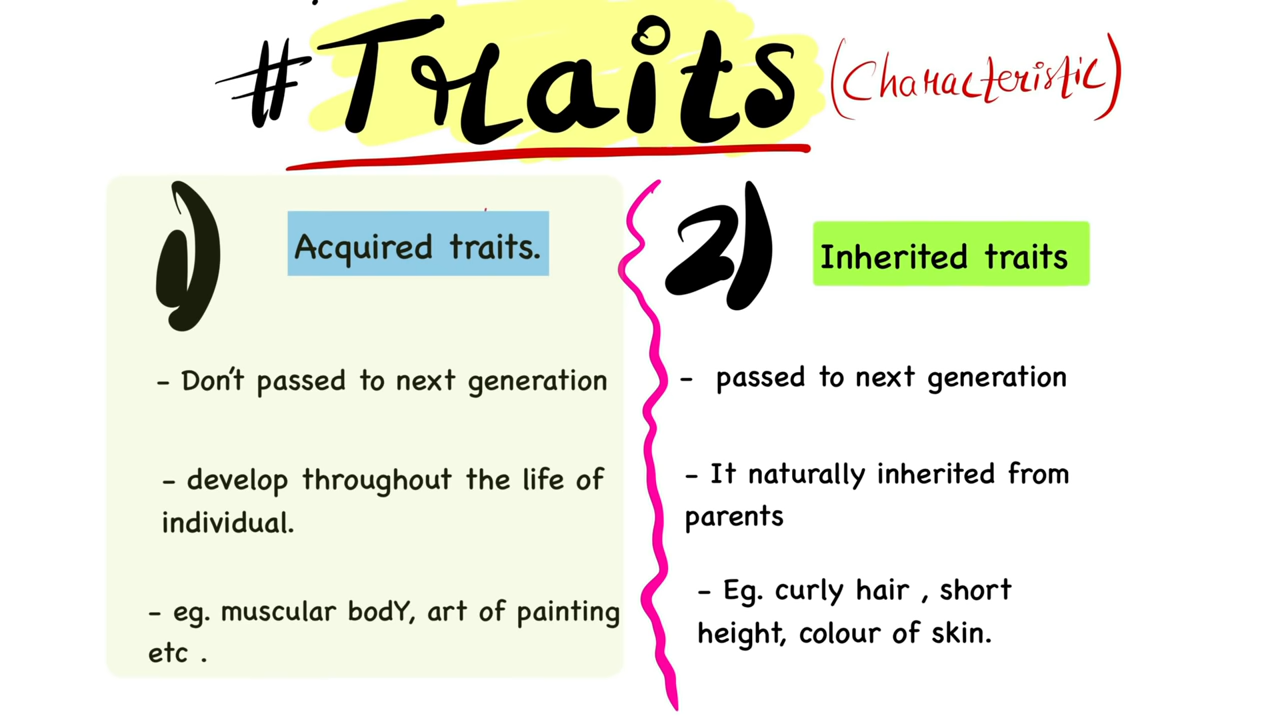 #Traits (Characteristic)
1)
Acquired traits.
- Don't passed to next generation
- develop throughout the life of
individual.
- eg. muscular bodY, art of painting
etc .
2)
Inherited traits
- passed to next generation
- It naturally inherited from
parents
- Eg. curly hair , short
height, colour of skin.